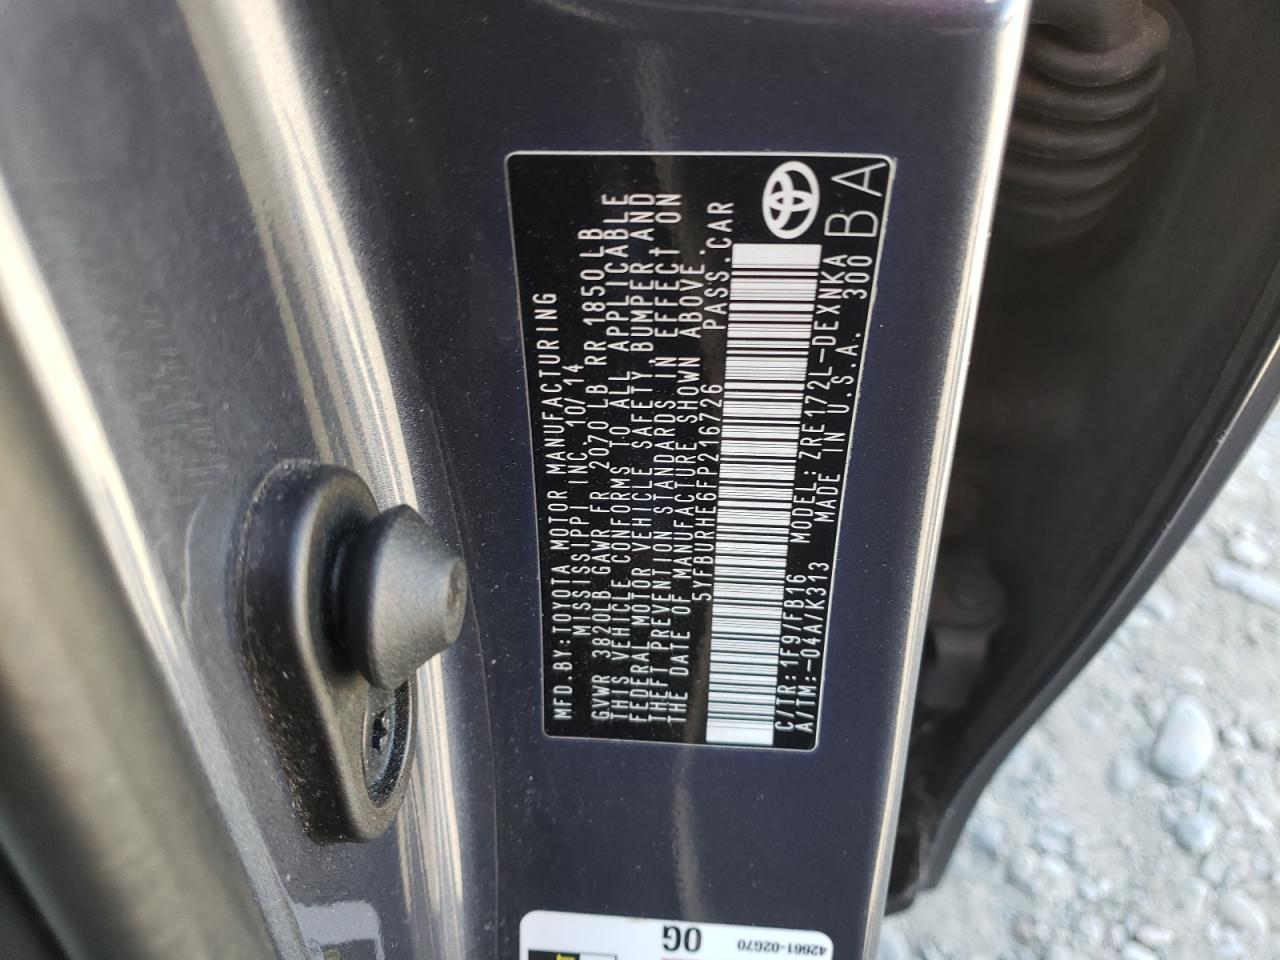 MFD.BY:TOYOTA MOTOR MANUFACTURING
MISSISSIPPI INC. 10/14
GVWR 3820LB GAWR FR 2070LB RR 1850LB
THIS VEHICLE CONFORMS TO ALL APPLICABLE
FEDERAL MOTOR VEHICLE SAFETY, BUMPER, AND
THEFT PREVENTION STANDARDS IN EFFECT ON
THE DATE OF MANUFACTURE SHOWN ABOVE.
5YFBURHE6FP216726 PASS.CAR
C/TR:1F9/FB16 MODEL:ZRE172L-DEXNKA
A/TM:-04A/K313 MADE IN U.S.A. 300
BA
42661-02G70
0G